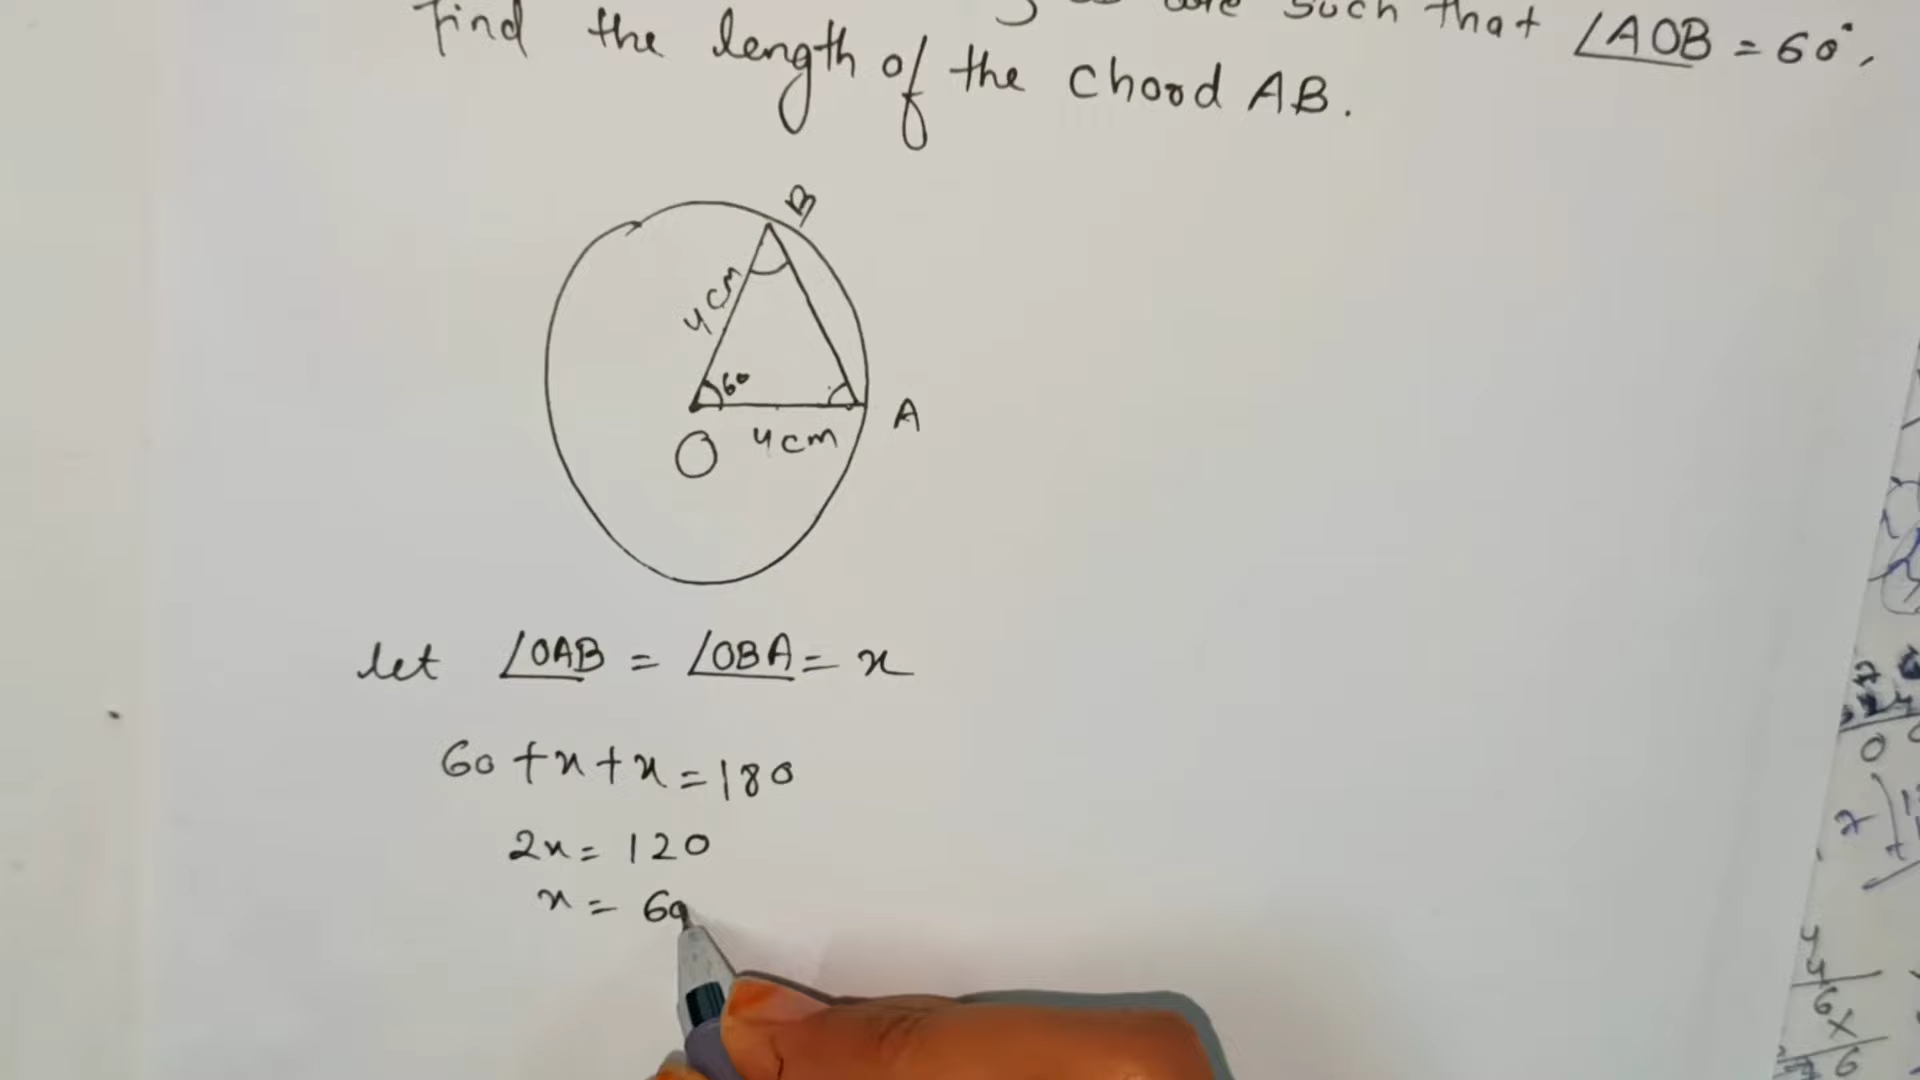 such that ∠AOB = 60°,
Find the length of the chord AB.
B
4cm
60
A
O 4cm
let ∠OAB = ∠OBA = x
60 + x + x = 180
2x = 120
x = 60